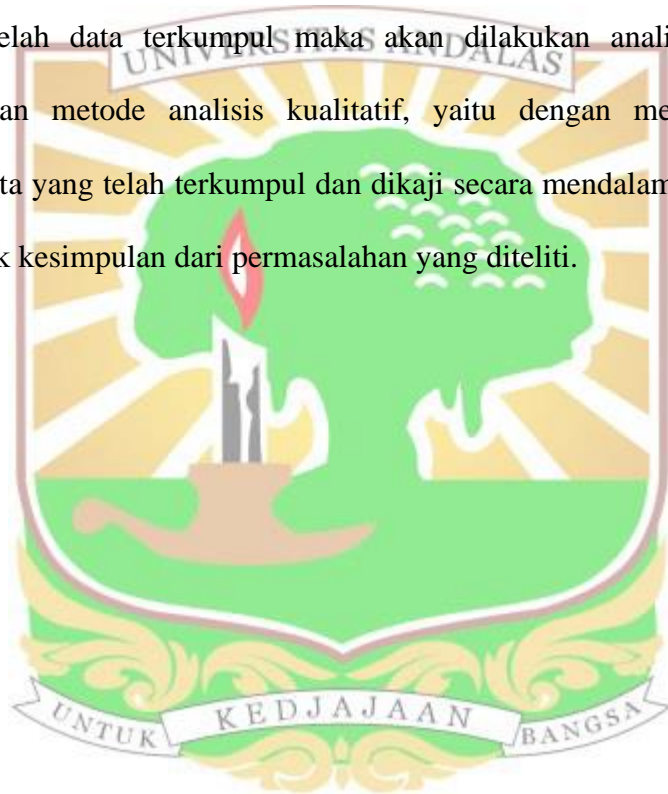 elah data terkumpul maka akan dilakukan anali
UNIVERSITAS ANDALAS
an metode analisis kualitatif, yaitu dengan me
ta yang telah terkumpul dan dikaji secara mendalam
k kesimpulan dari permasalahan yang diteliti.
UNTUK KEDJAJAAN BANGSA